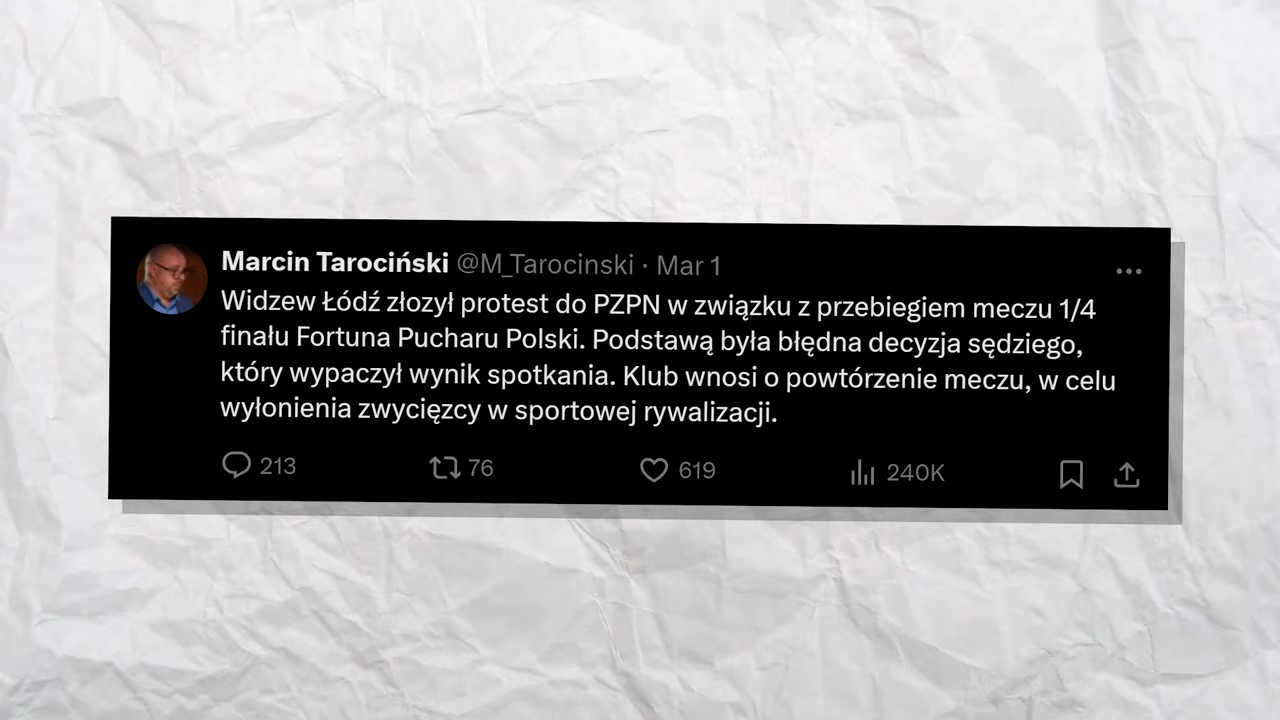 Marcin Tarociński @M_Tarocinski · Mar 1
Widzew Łódź złozył protest do PZPN w związku z przebiegiem meczu 1/4
finału Fortuna Pucharu Polski. Podstawą była błędna decyzja sędziego,
który wypaczył wynik spotkania. Klub wnosi o powtórzenie meczu, w celu
wyłonienia zwycięzcy w sportowej rywalizacji.
213 76 619 240K